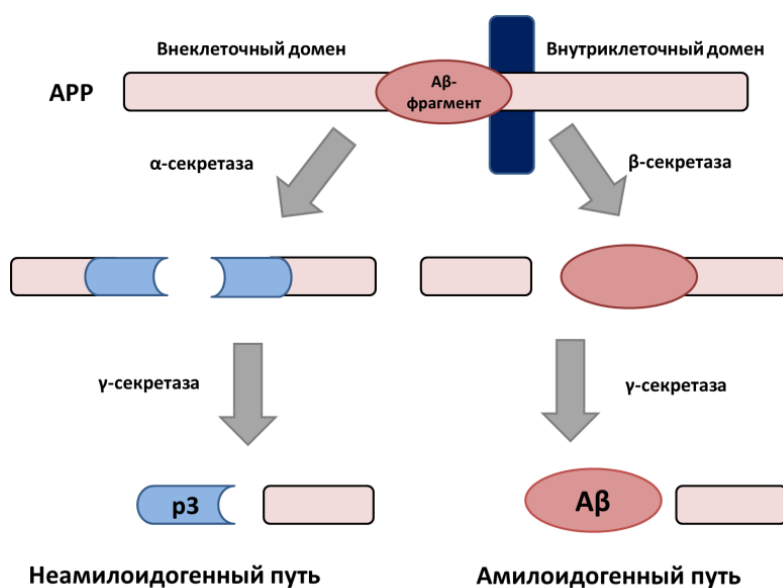 Внеклеточный домен
Внутриклеточный домен
APP
Aβ-
фрагмент
α-секретаза
β-секретаза
γ-секретаза
γ-секретаза
p3
Aβ
Неамилоидогенный путь
Амилоидогенный путь